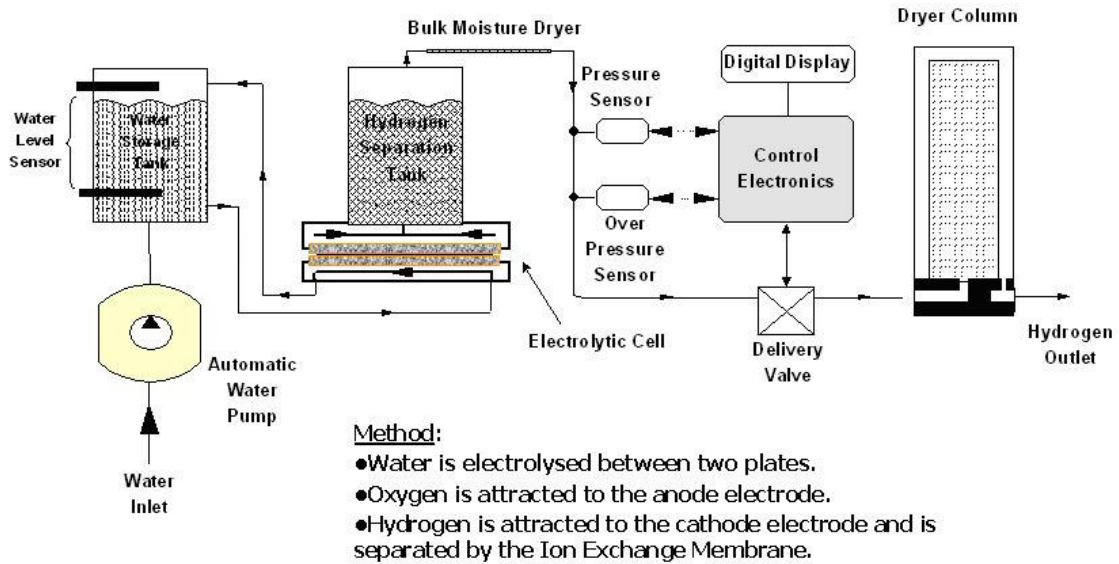 Dryer Column
Bulk Moisture Dryer
Digital Display
Pressure
Sensor
Water
Level
Sensor
Water
Storage
Tank
Hydrogen
Separation
Tank
Control
Electronics
Over
Pressure
Sensor
Electrolytic Cell
Delivery
Valve
Hydrogen
Outlet
Automatic
Water
Pump
Water
Inlet
Method:
●Water is electrolysed between two plates.
●Oxygen is attracted to the anode electrode.
●Hydrogen is attracted to the cathode electrode and is
separated by the Ion Exchange Membrane.